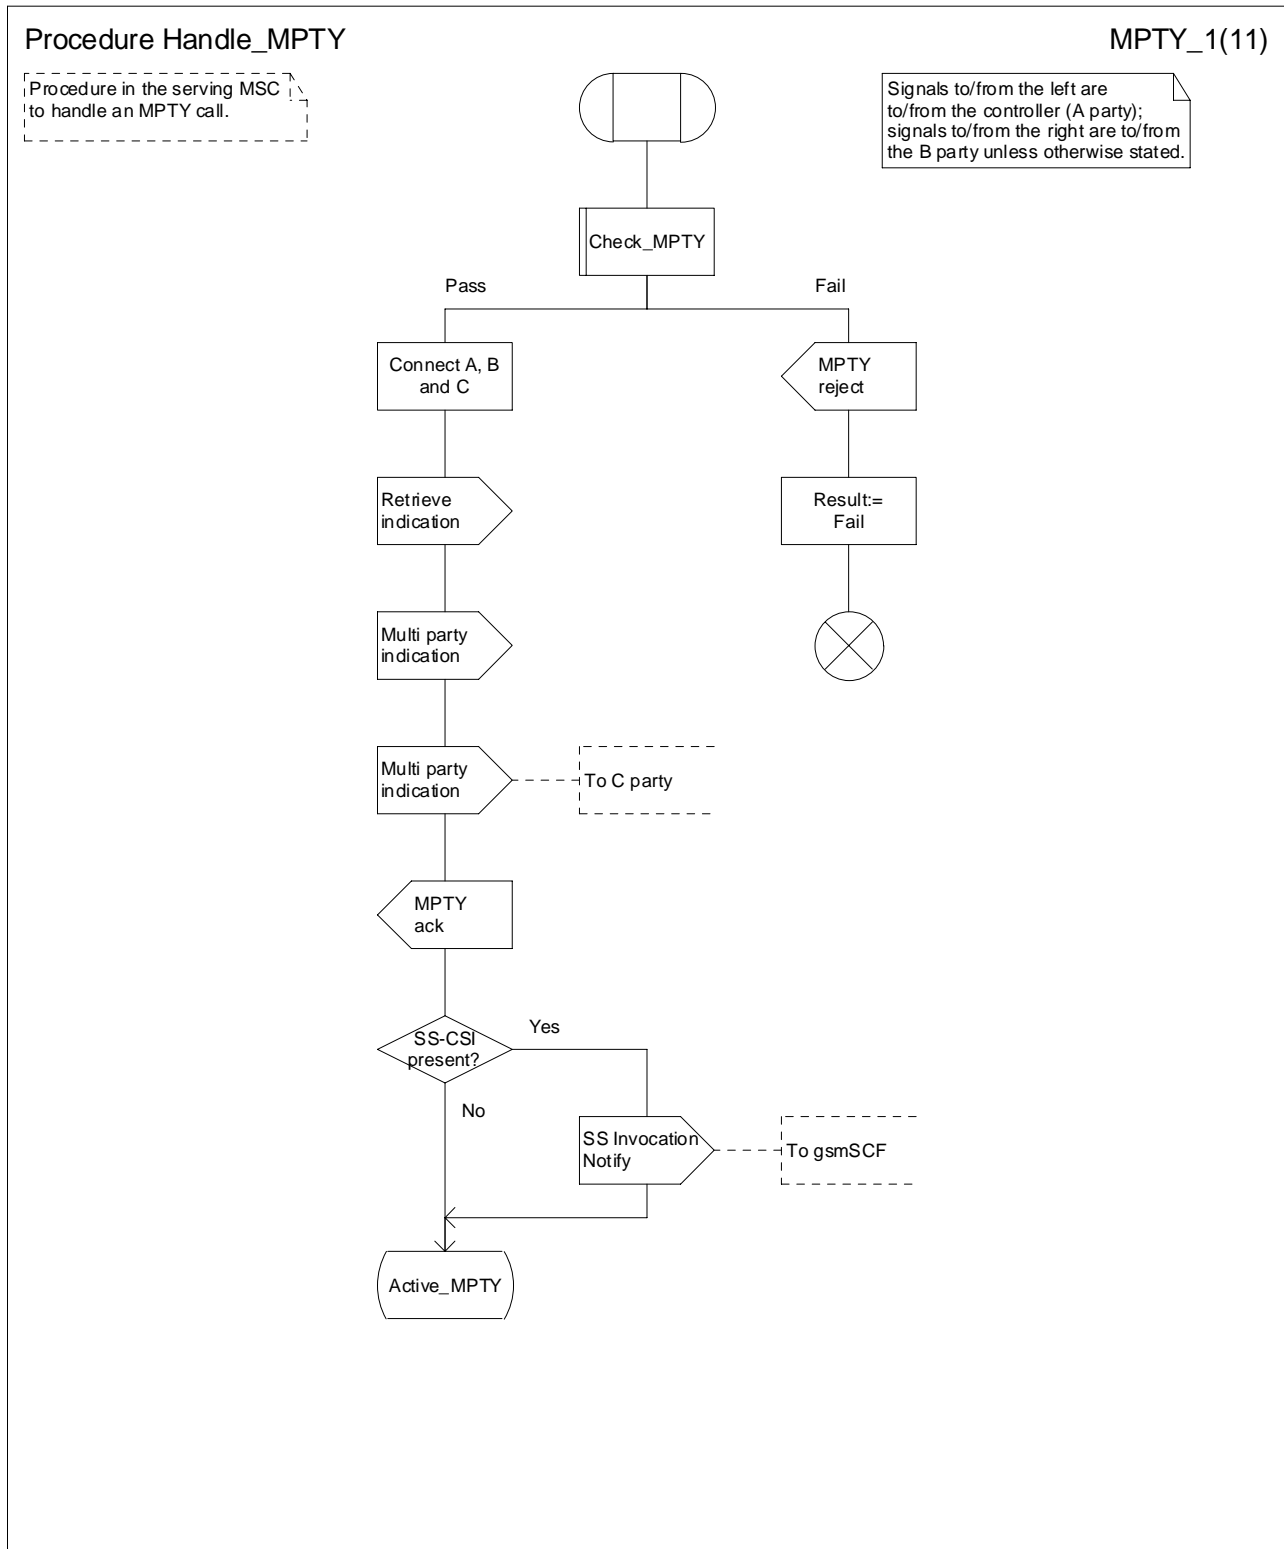 Procedure Handle_MPTY
MPTY_1(11)
Procedure in the serving MSC
to handle an MPTY call.
Signals to/from the left are
to/from the controller (A party);
signals to/from the right are to/from
the B party unless otherwise stated.
Check_MPTY
Pass
Fail
Connect A, B
and C
MPTY
reject
Retrieve
indication
Result:=
Fail
Multi party
indication
Multi party
indication
To C party
MPTY
ack
SS-CSI
present?
Yes
No
SS Invocation
Notify
To gsmSCF
Active_MPTY